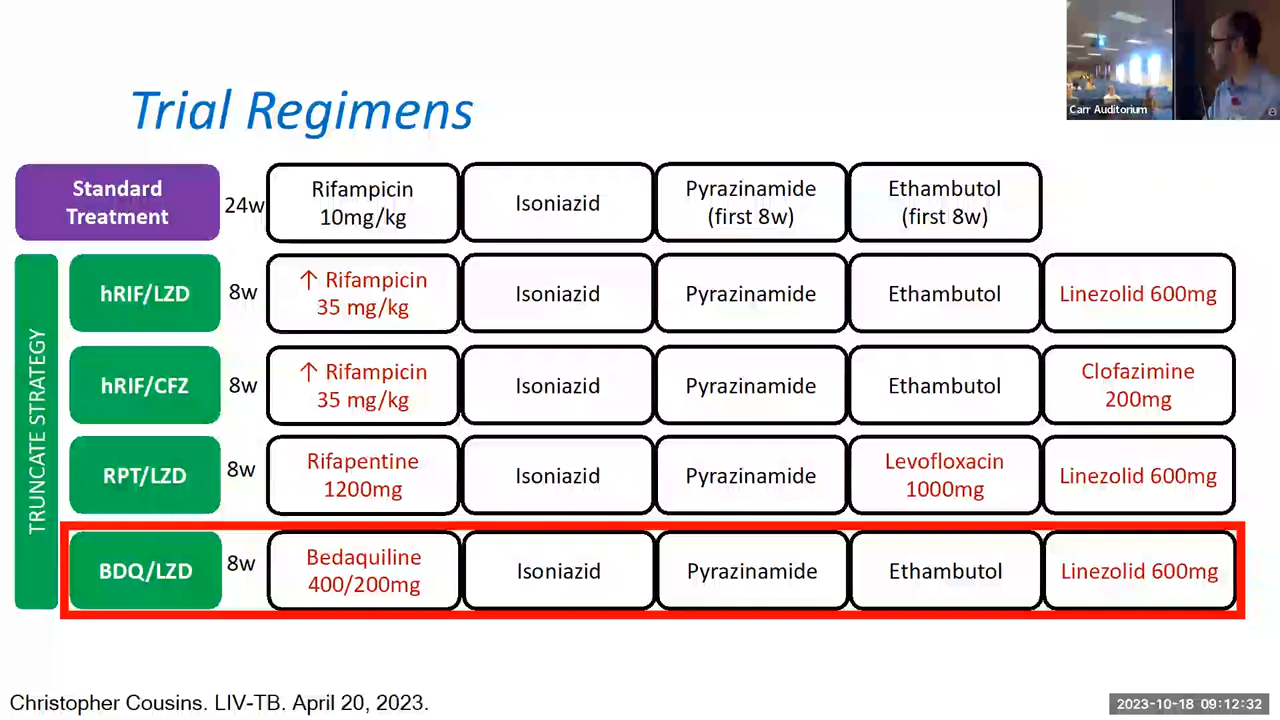 Carr Auditorium
Trial Regimens
Standard
Treatment
24w
Rifampicin
10mg/kg
Isoniazid
Pyrazinamide
(first 8w)
Ethambutol
(first 8w)
TRUNCATE STRATEGY
hRIF/LZD
8w
↑ Rifampicin
35 mg/kg
Isoniazid
Pyrazinamide
Ethambutol
Linezolid 600mg
hRIF/CFZ
8w
↑ Rifampicin
35 mg/kg
Isoniazid
Pyrazinamide
Ethambutol
Clofazimine
200mg
RPT/LZD
8w
Rifapentine
1200mg
Isoniazid
Pyrazinamide
Levofloxacin
1000mg
Linezolid 600mg
BDQ/LZD
8w
Bedaquiline
400/200mg
Isoniazid
Pyrazinamide
Ethambutol
Linezolid 600mg
Christopher Cousins. LIV-TB. April 20, 2023.
2023-10-18 09:12:32